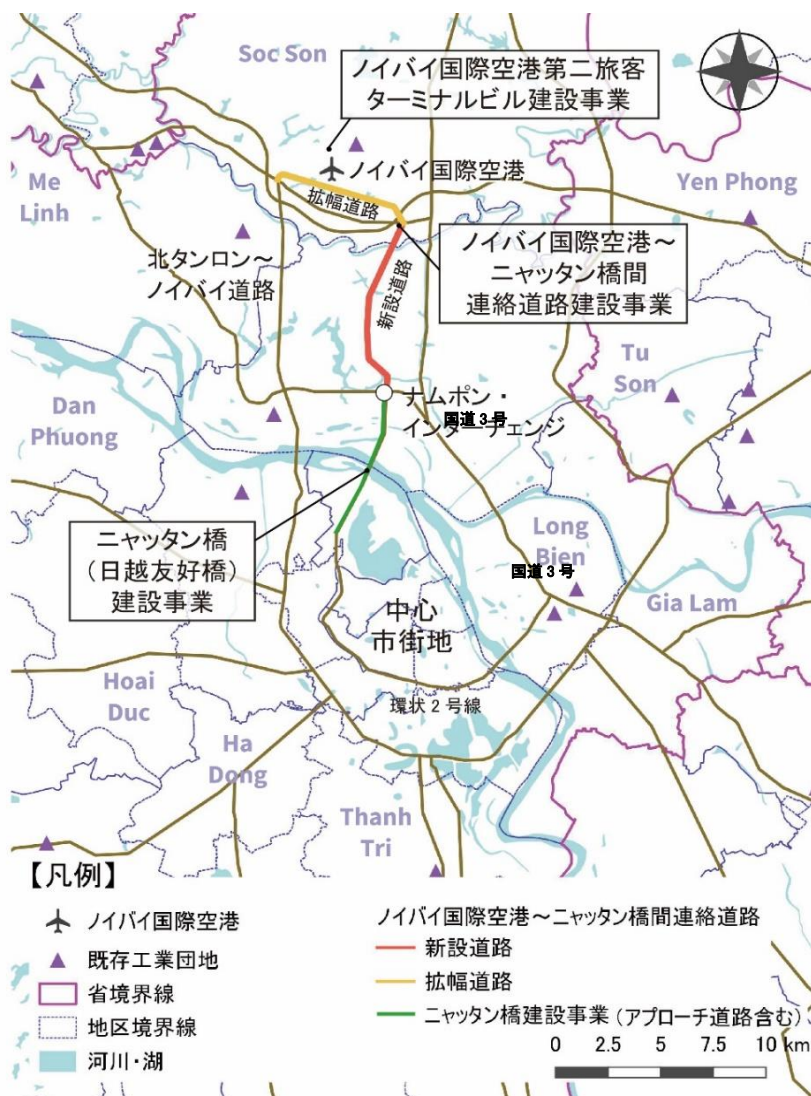 Soc Son
ノイバイ国際空港第二旅客
ターミナルビル建設事業
ノイバイ国際空港
Me
Linh
拡幅道路
Yen Phong
ノイバイ国際空港～
ニャッタン橋間
連絡道路建設事業
北タンロン～
ノイバイ道路
新設道路
Tu
Son
Dan
Phuong
ナムポン・
インターチェンジ
国道3号
ニャッタン橋
（日越友好橋）
建設事業
Long
Bien
国道3号
Gia Lam
中心
市街地
Hoai
Duc
環状2号線
Ha
Dong
Thanh
Tri
【凡例】
ノイバイ国際空港
既存工業団地
省境界線
地区境界線
河川・湖
ノイバイ国際空港～ニャッタン橋間連絡道路
新設道路
拡幅道路
ニャッタン橋建設事業（アプローチ道路含む）
0 2.5 5 7.5 10 km